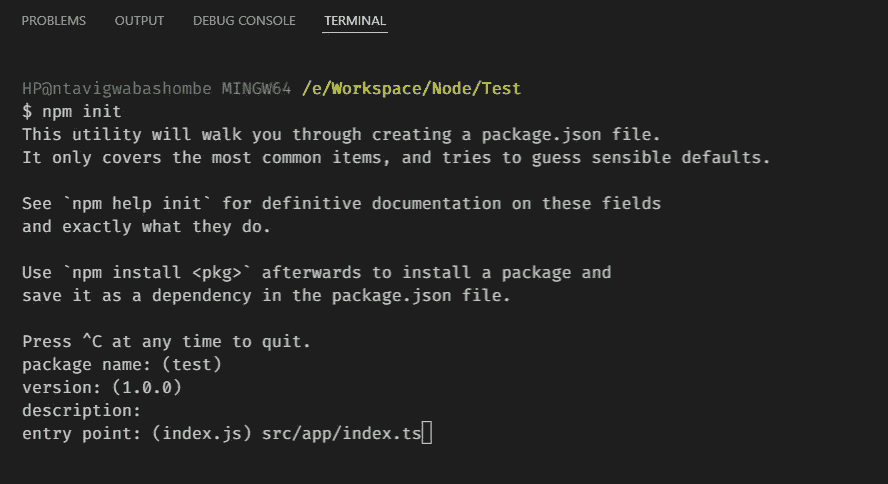 PROBLEMS OUTPUT DEBUG CONSOLE TERMINAL
HP@ntavigwabashombe MINGW64 /e/Workspace/Node/Test
$ npm init
This utility will walk you through creating a package.json file.
It only covers the most common items, and tries to guess sensible defaults.
See `npm help init` for definitive documentation on these fields
and exactly what they do.
Use `npm install <pkg>` afterwards to install a package and
save it as a dependency in the package.json file.
Press ^C at any time to quit.
package name: (test)
version: (1.0.0)
description:
entry point: (index.js) src/app/index.ts